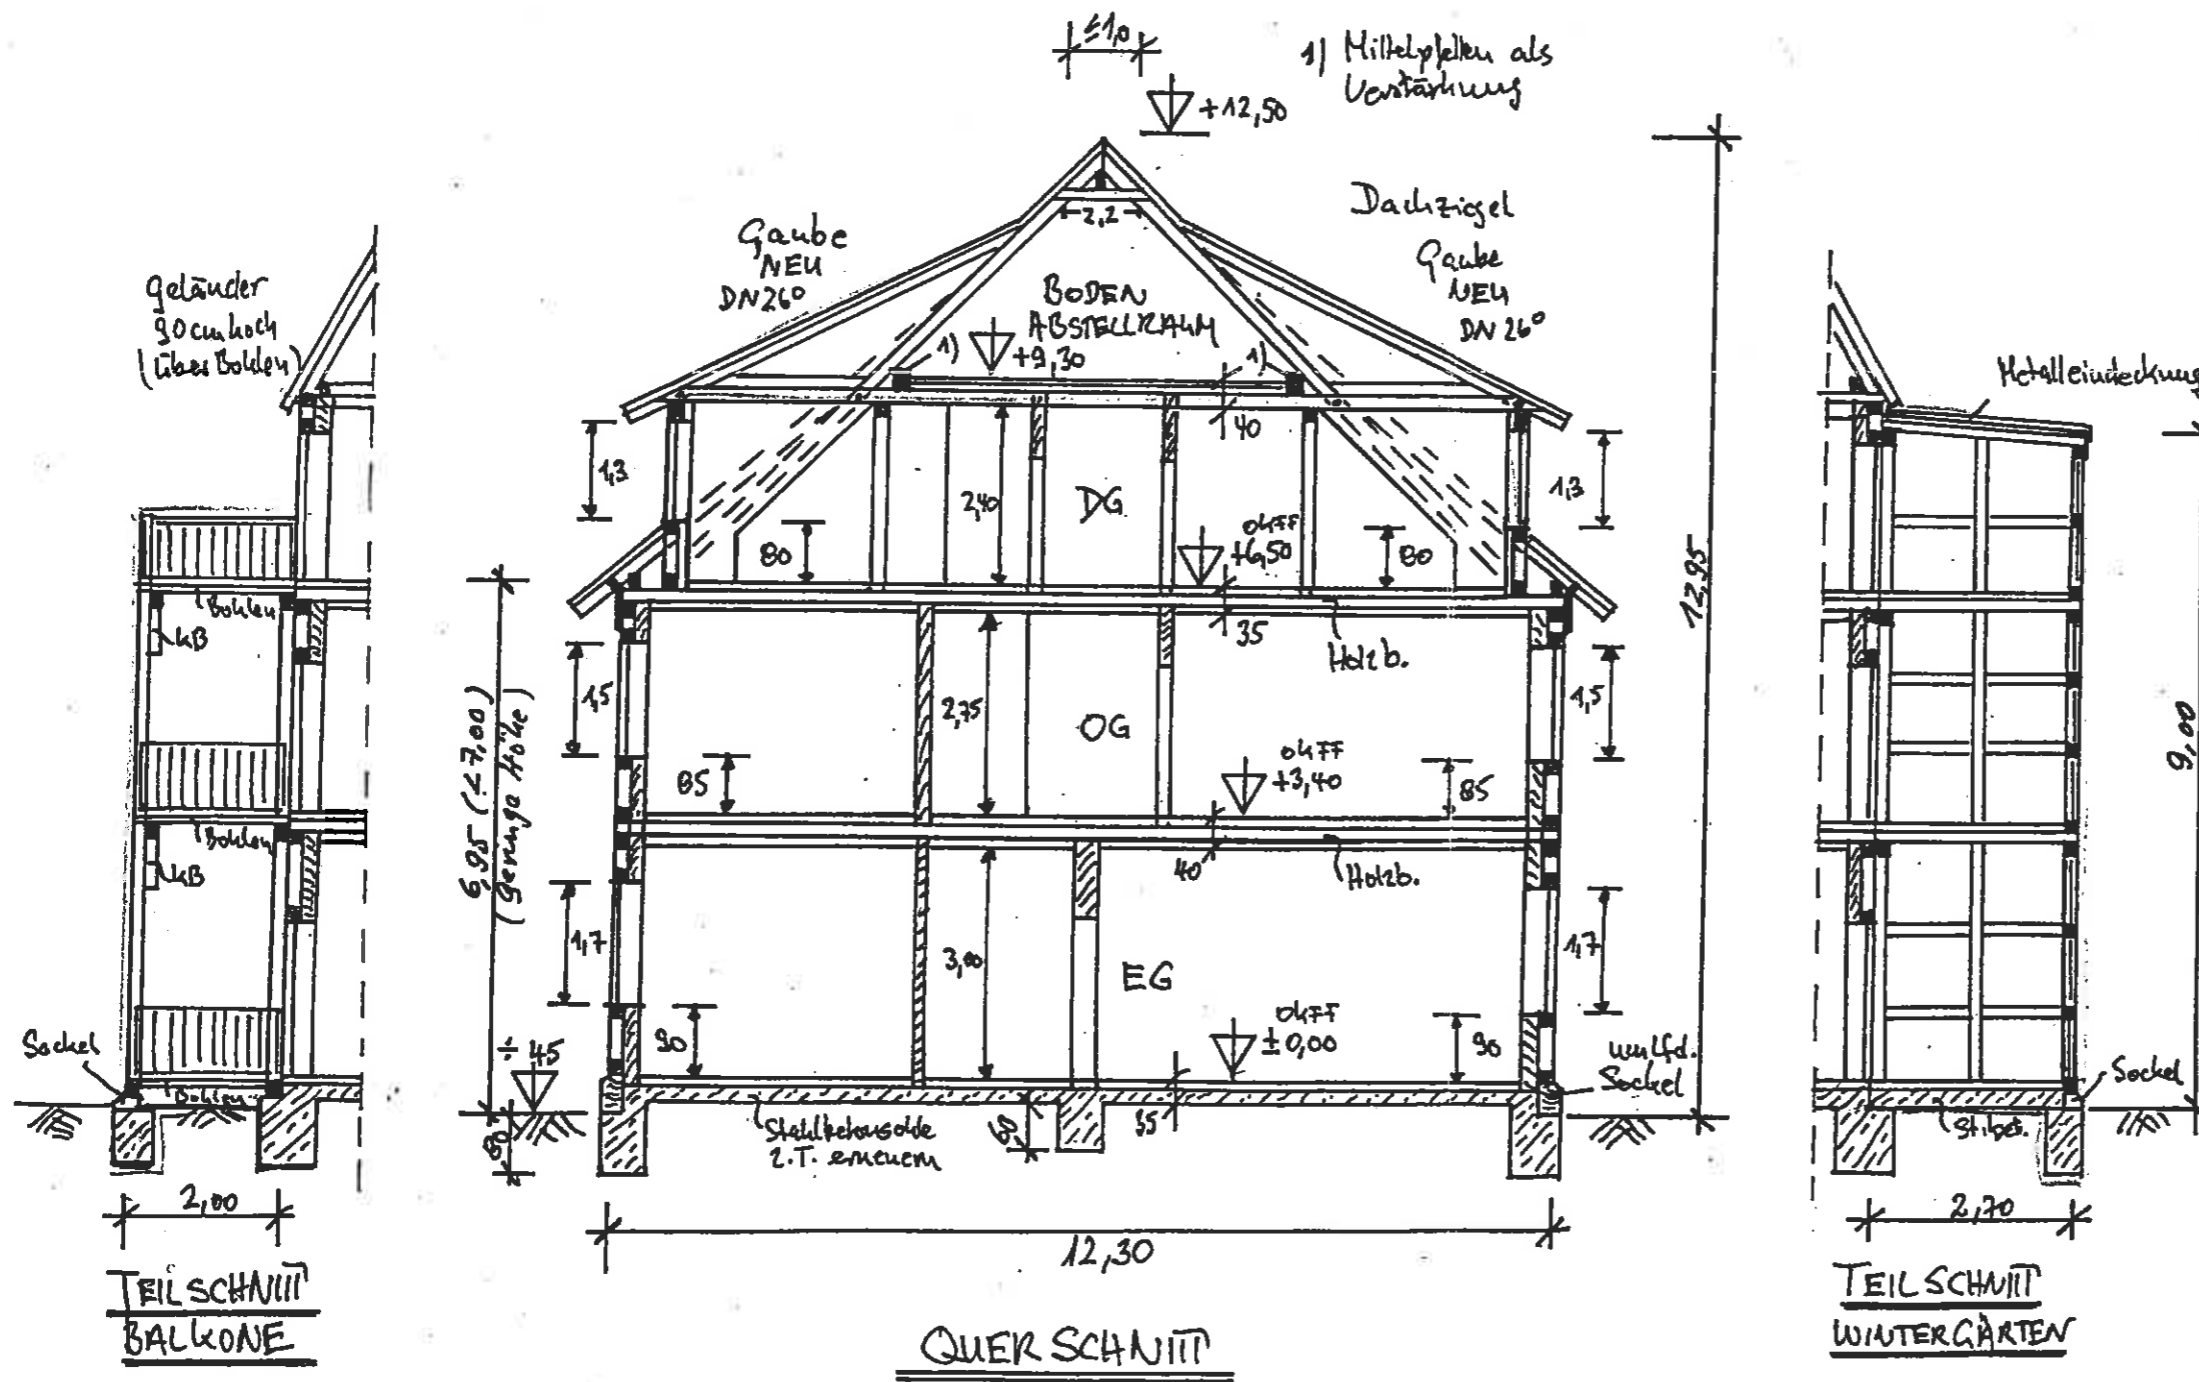 ≤1,0
1) Mittelpfetten als
Verstärkung
+12,50
Dachziegel
Gaube
NEU
DN 26°
2,2
Gaube
NEU
DN 26°
Geländer
90 cm hoch
(über Bohlen)
BODEN
ABSTELLRAUM
1)
+9,30
1)
40
Metalleindeckung
1,3
2,40
DG
1,3
80
OKFF
+6,50
80
12,95
Bohlen
KB
35
Holzb.
1,5
2,75
OG
1,5
6,95 (<7,00)
(geringe Höhe)
85
OKFF
+3,40
85
9,00
Bohlen
KB
40
Holzb.
1,7
3,00
EG
1,7
90
OKFF
±0,00
90
Sockel
÷ 45
umlfd.
Sockel
Sockel
Bohlen
80
Stahlbetonsohle
z.T. erneuern
60
35
Stlbet.
2,00
12,30
2,70
TEILSCHNITT
BALKONE
QUERSCHNITT
TEILSCHNITT
WINTERGÄRTEN